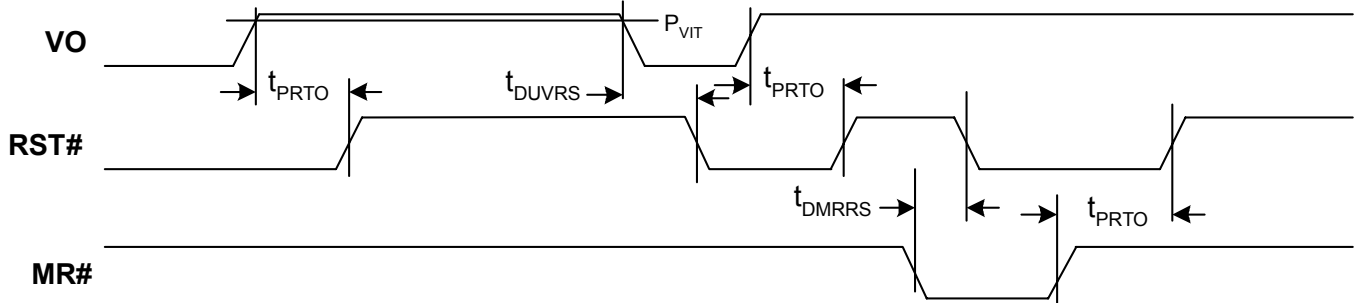 VO
P_VIT
t_PRTO
t_DUVRS
t_PRTO
RST#
t_DMRRS
t_PRTO
MR#